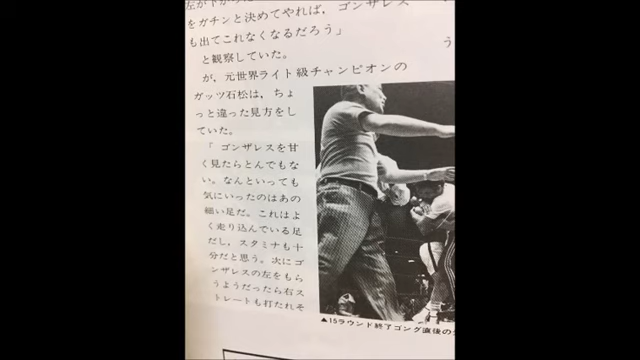 左が下が
をガチンと決めてやれば，ゴンザレス
も出てこれなくなるだろう」
と観察していた。
が，元世界ライト級チャンピオンの
ガッツ石松は，ちょ
っと違った見方をし
ていた。
「ゴンザレスを甘
く見たらとんでもな
い。なんといっても
気にいったのはあの
細い足だ。これはよ
く走り込んでいる足
だし，スタミナも十
分だと思う。次にゴ
ンザレスの左をもら
うようだったら右ス
トレートも打たれそ
う
▲15ラウンド終了ゴング直後の